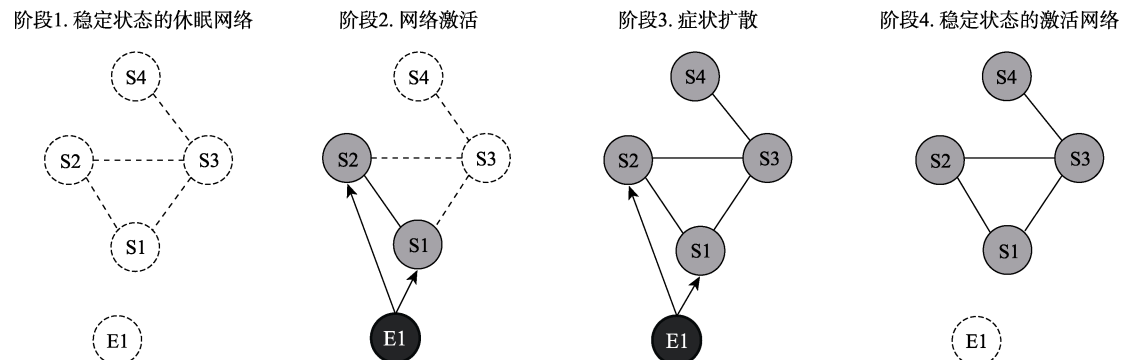 阶段1. 稳定状态的休眠网络
S4
S2
S3
S1
E1
阶段2. 网络激活
S4
S2
S3
S1
E1
阶段3. 症状扩散
S4
S2
S3
S1
E1
阶段4. 稳定状态的激活网络
S4
S2
S3
S1
E1